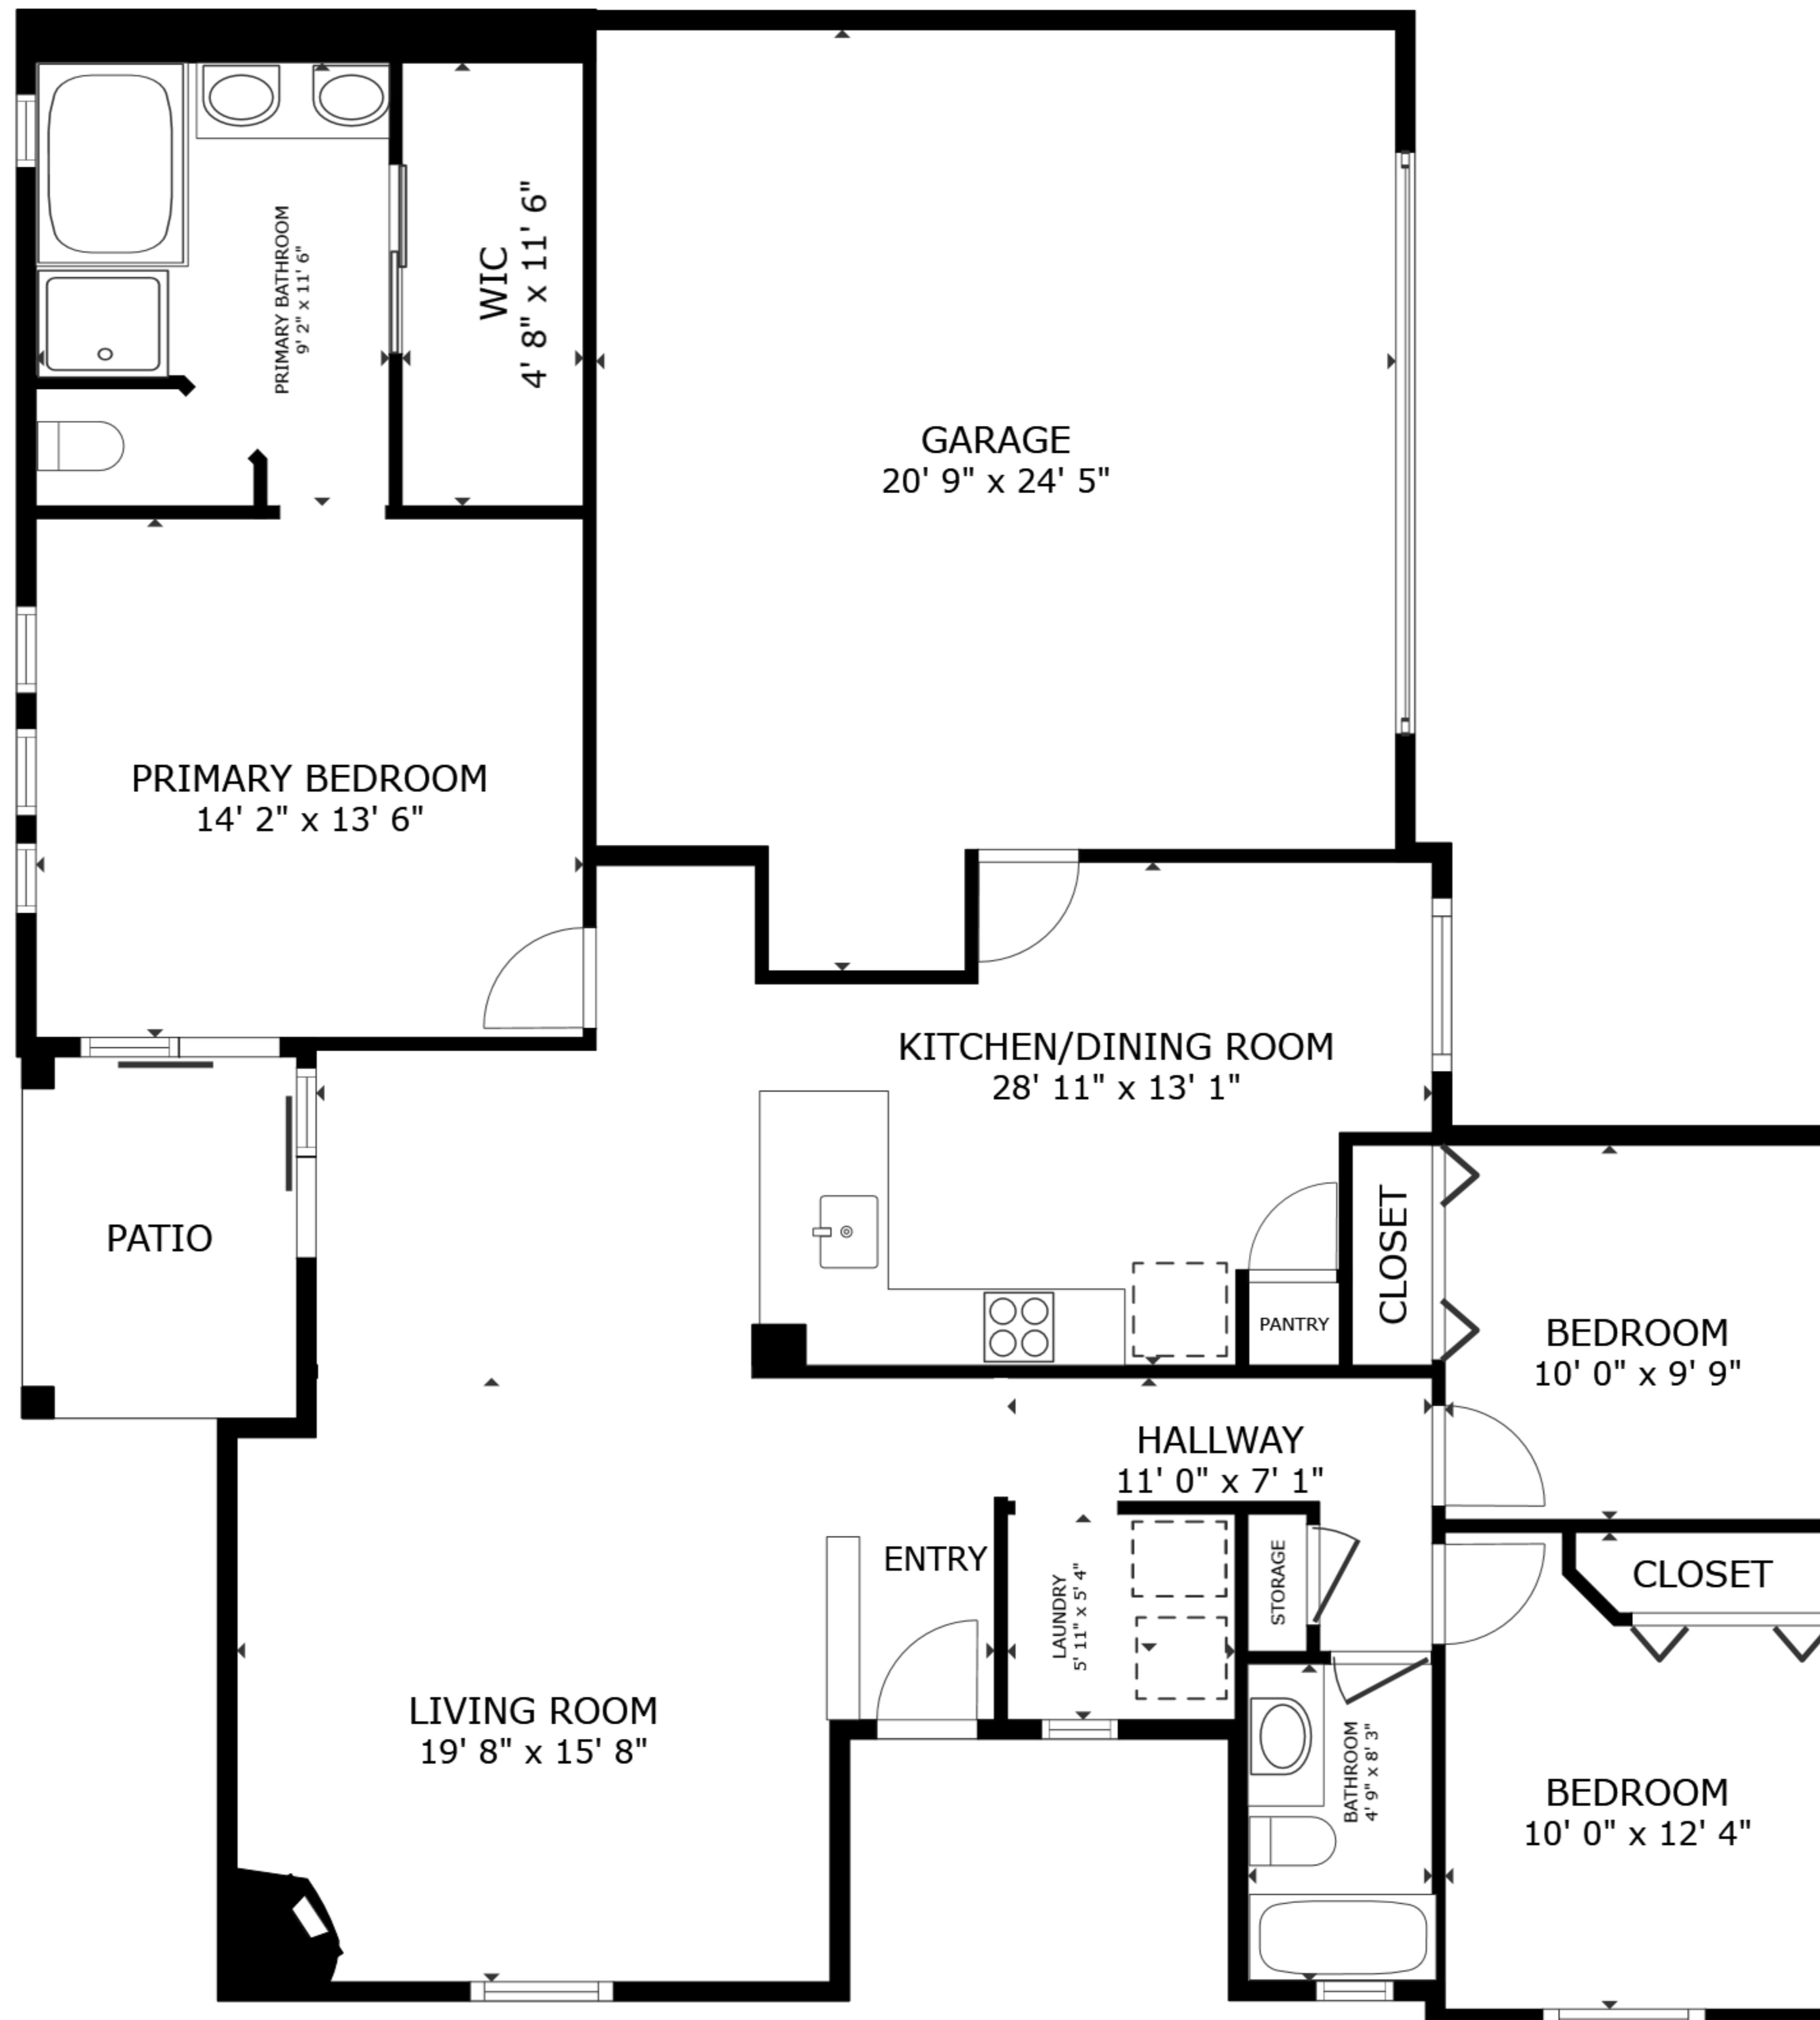 PRIMARY BATHROOM
9' 2" x 11' 6"
WIC
4' 8" x 11' 6"
GARAGE
20' 9" x 24' 5"
PRIMARY BEDROOM
14' 2" x 13' 6"
KITCHEN/DINING ROOM
28' 11" x 13' 1"
PATIO
PANTRY
CLOSET
BEDROOM
10' 0" x 9' 9"
HALLWAY
11' 0" x 7' 1"
ENTRY
LAUNDRY
5' 11" x 5' 4"
STORAGE
CLOSET
LIVING ROOM
19' 8" x 15' 8"
BATHROOM
4' 9" x 8' 3"
BEDROOM
10' 0" x 12' 4"